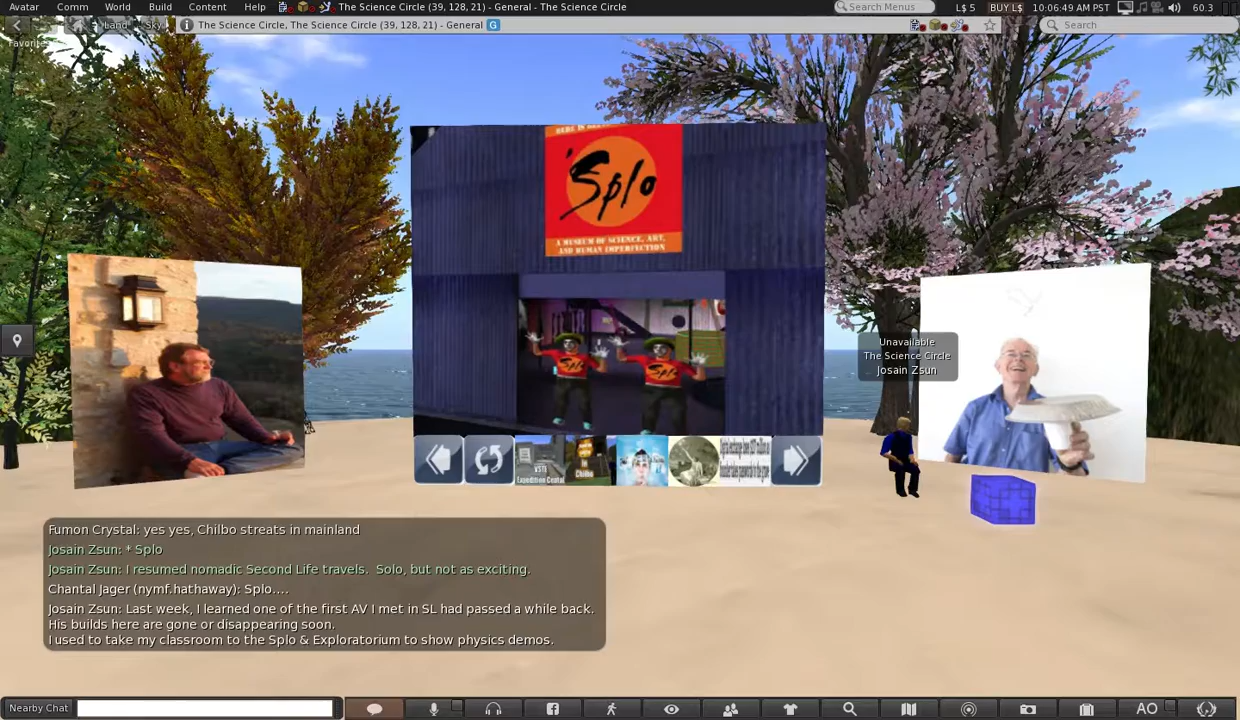 Avatar Comm World Build Content Help The Science Circle, The Science Circle (39, 128, 21) - General - The Science Circle Search Menus L$ 5 BUY L$ 10:06:49 AM PST 60.3
Land Sky The Science Circle, The Science Circle (39, 128, 21) - General G Search
Favorite
'Splo
A MUSEUM OF SCIENCE, ART,
AND HUMAN IMPERFECTION
Unavailable
The Science Circle
Josain Zsun
Fumon Crystal: yes yes, Chilbo streats in mainland
Josain Zsun: * Splo
Josain Zsun: I resumed nomadic Second Life travels.  Solo, but not as exciting.
Chantal Jager (nymf.hathaway): Splo....
Josain Zsun: Last week, I learned one of the first AV I met in SL had passed a while back.
His builds here are gone or disappearing soon.
I used to take my classroom to the Splo & Exploratorium to show physics demos.
Nearby Chat AO